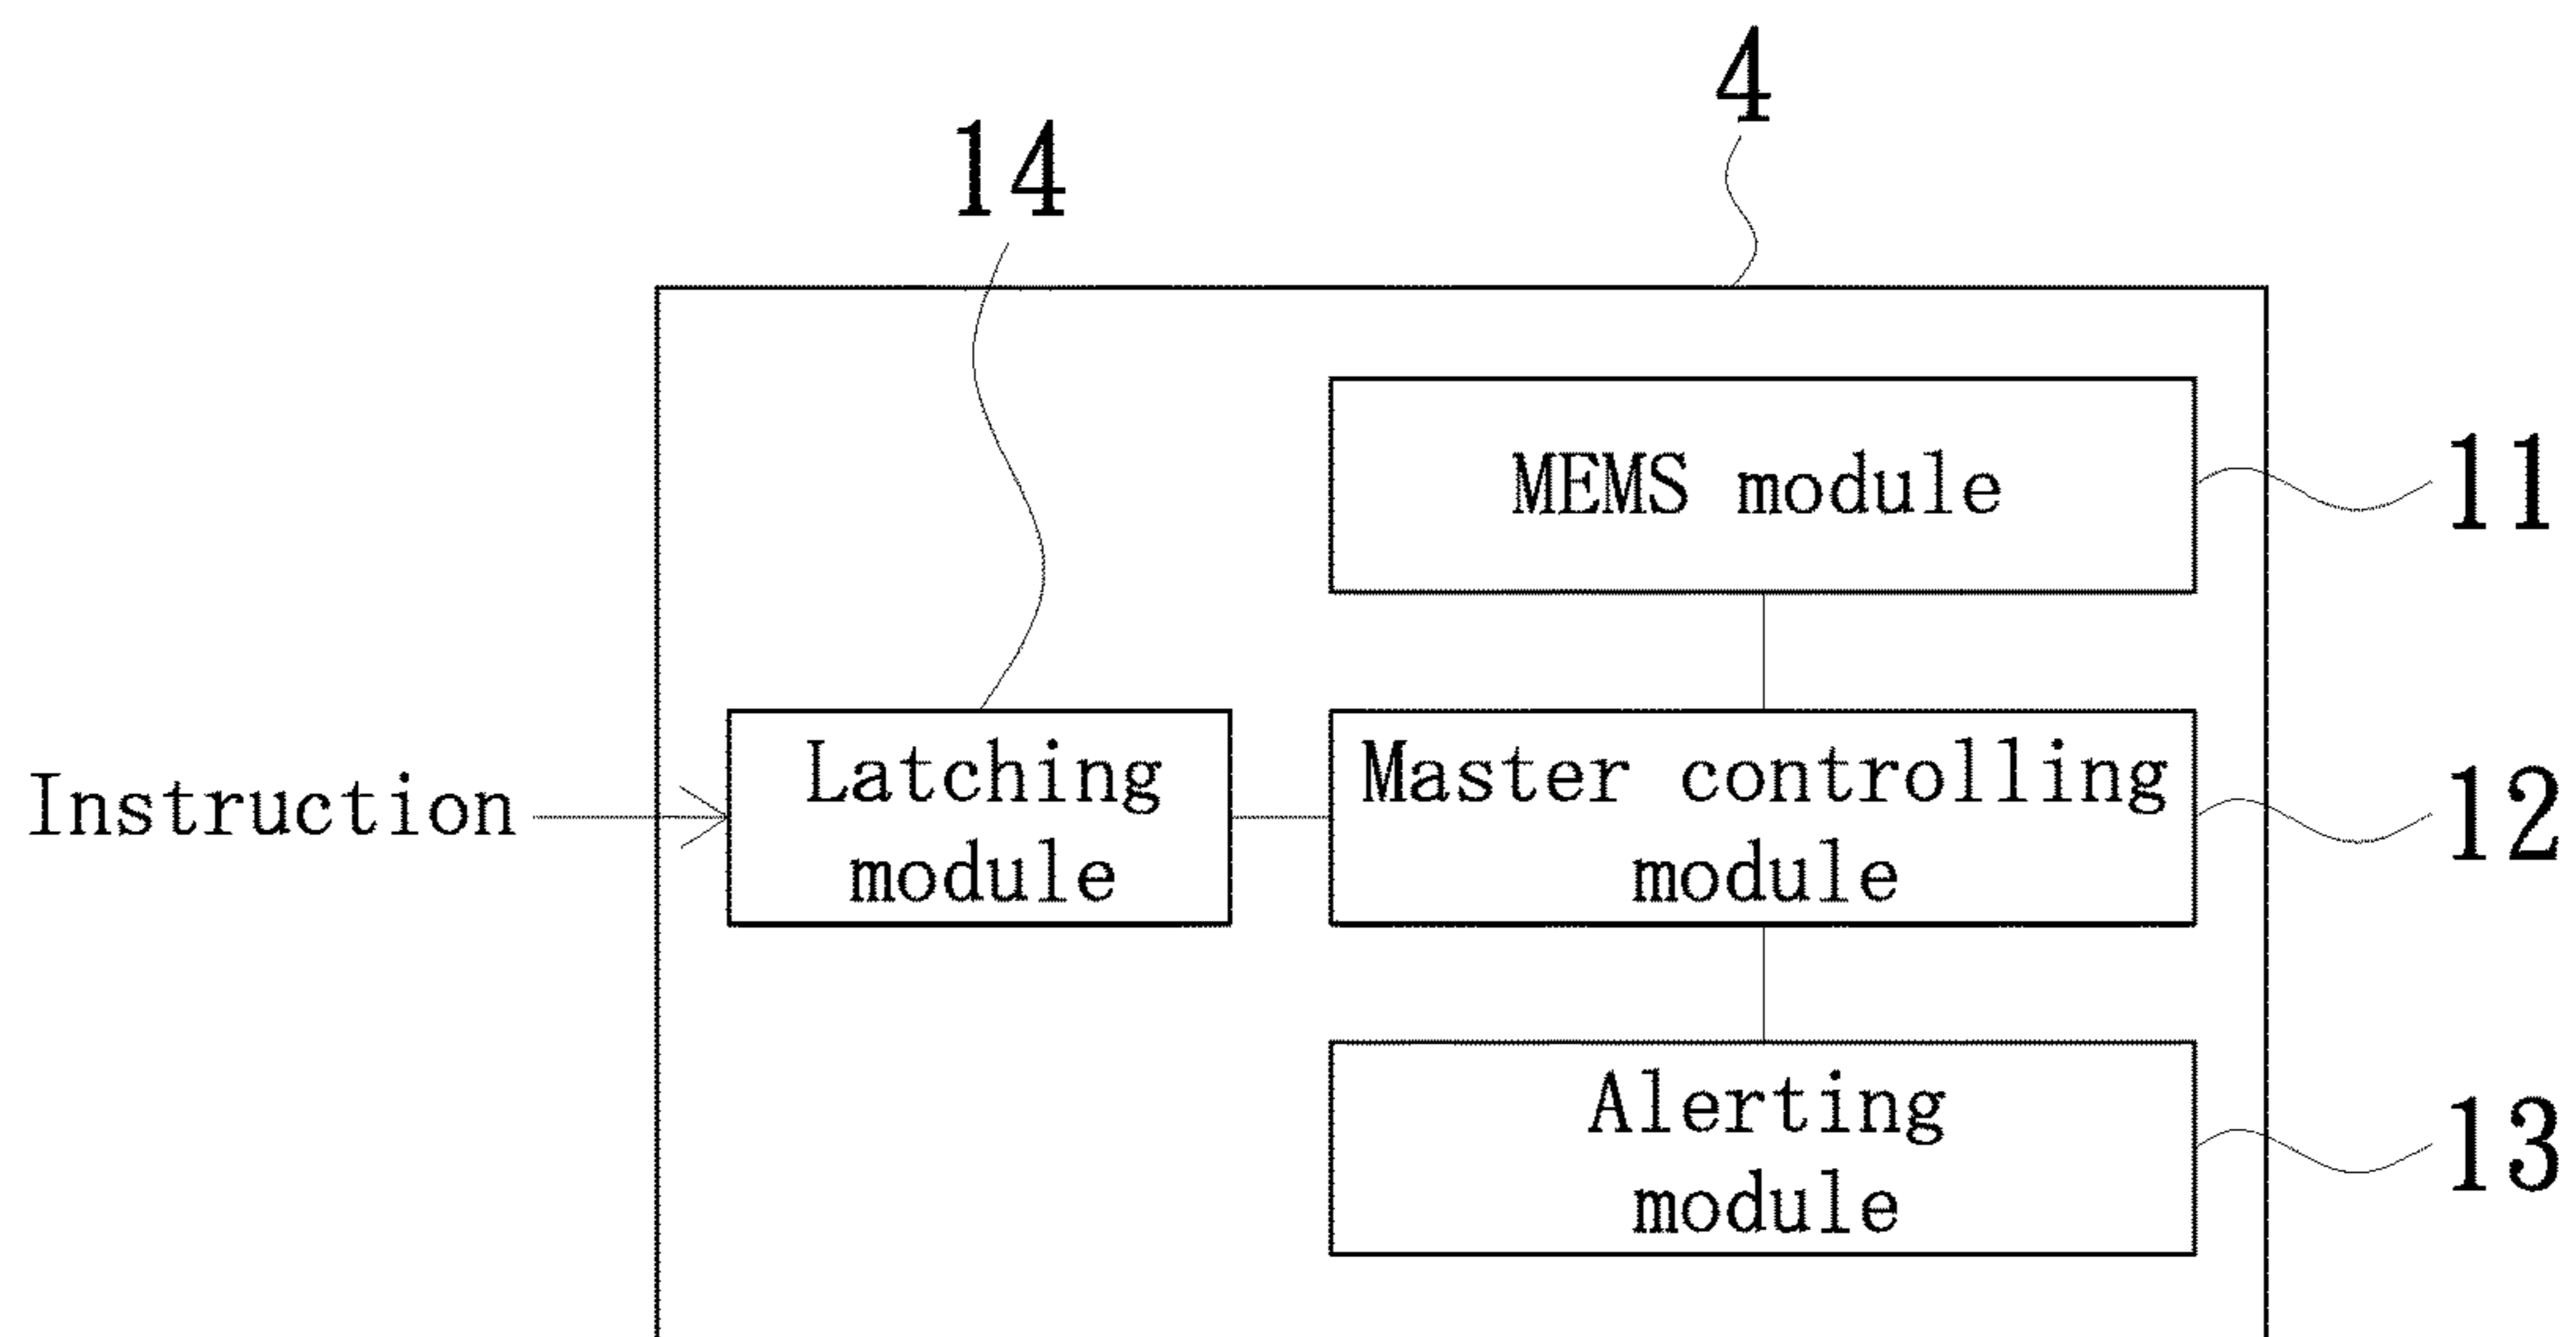 4
14
MEMS module
11
Instruction
Latching
module
Master controlling
module
12
Alerting
module
13